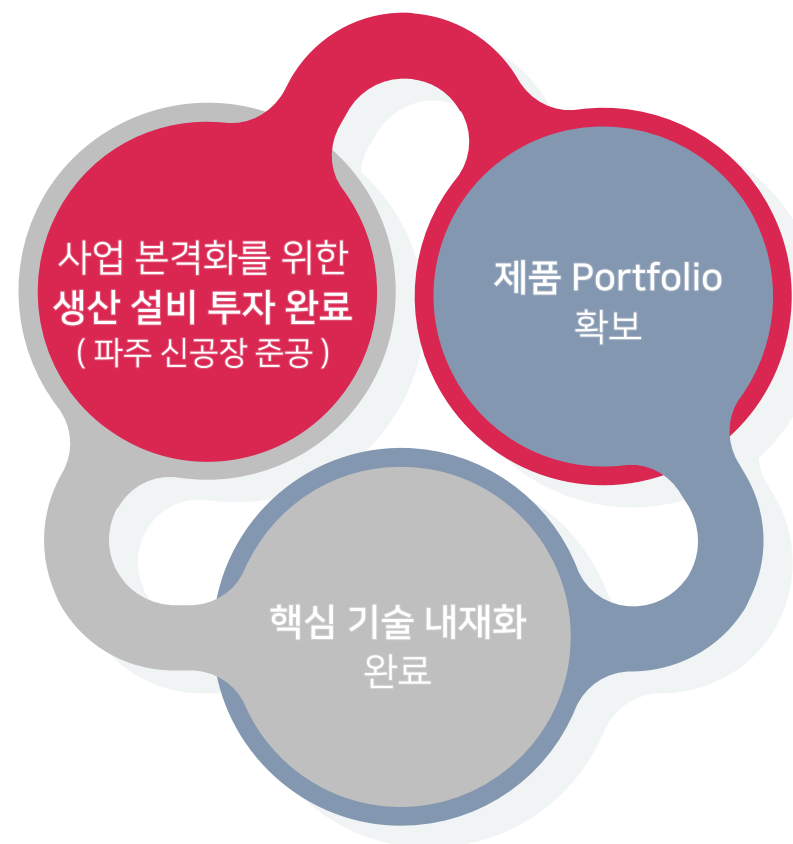 사업 본격화를 위한
생산 설비 투자 완료
( 파주 신공장 준공 )
제품 Portfolio
확보
핵심 기술 내재화
완료